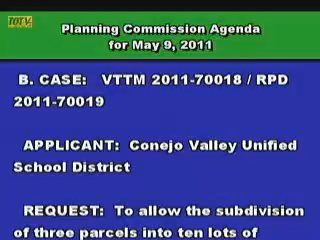 TOTV
Planning Commission Agenda
for May 9, 2011
B. CASE: VTTM 2011-70018 / RPD
2011-70019
APPLICANT: Conejo Valley Unified
School District
REQUEST: To allow the subdivision
of three parcels into ten lots of